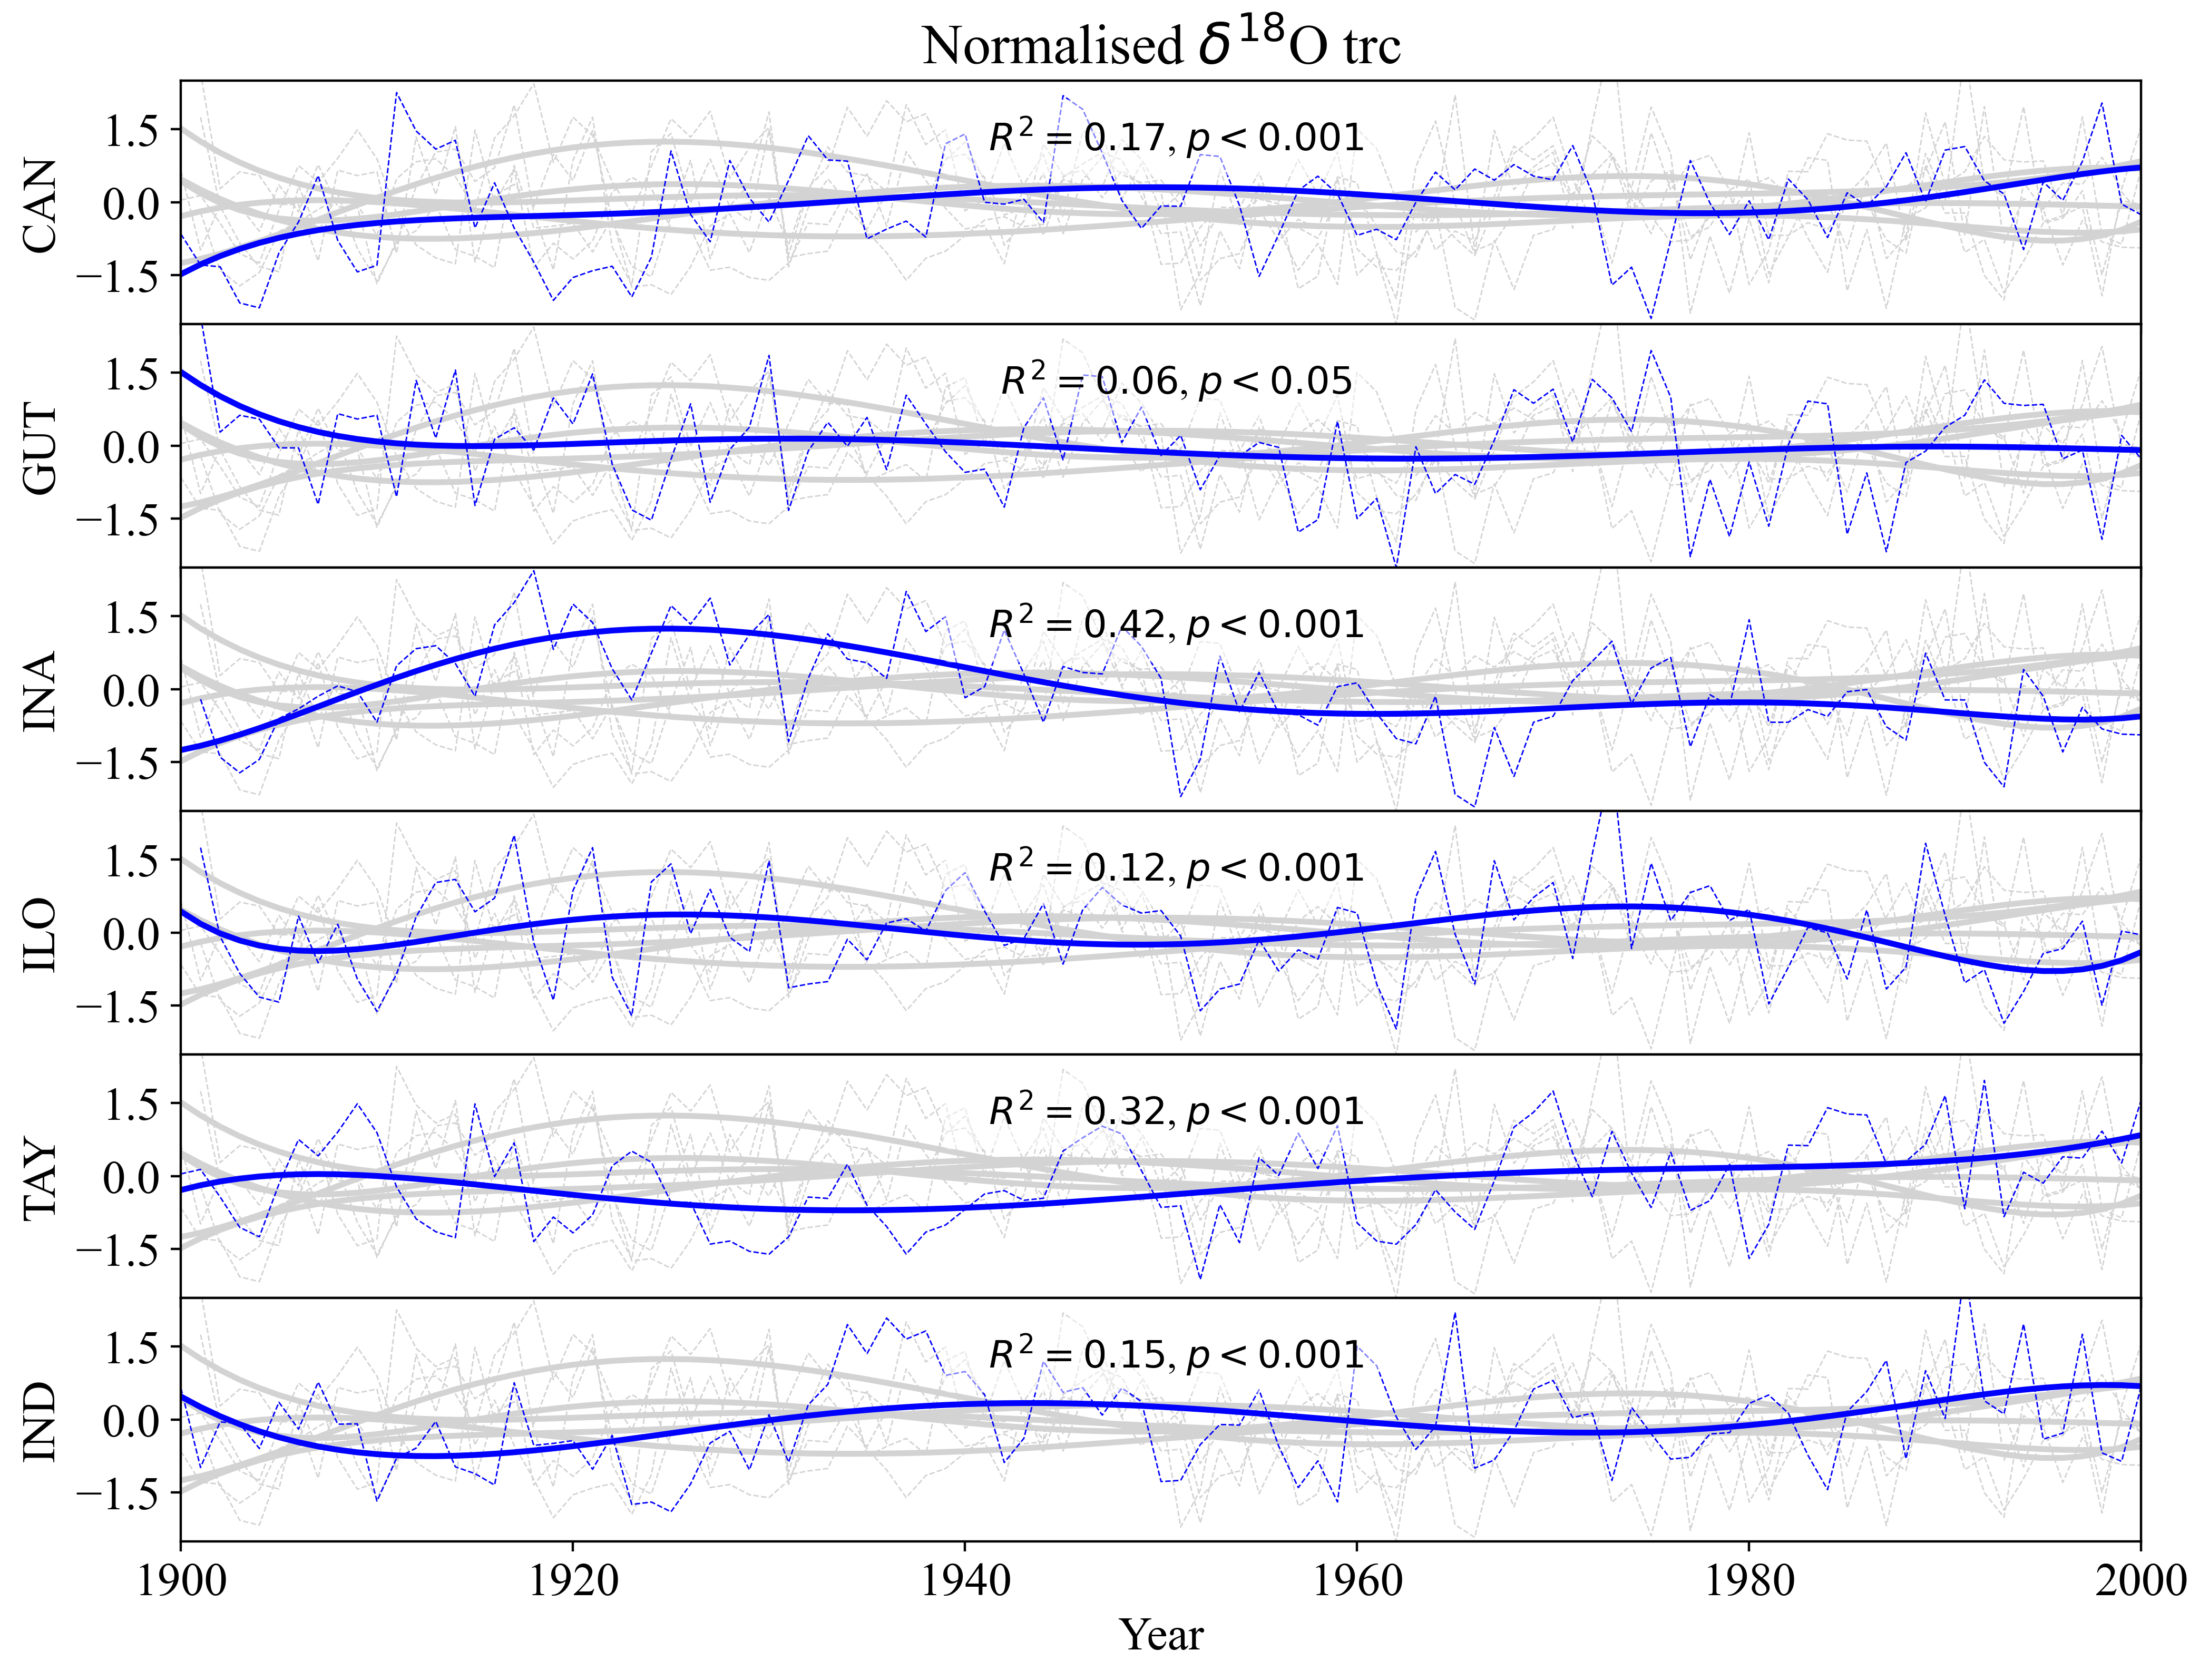 Normalised δ¹⁸O trc
CAN
1.5
0.0
−1.5
R² = 0.17, p < 0.001
GUT
1.5
0.0
−1.5
R² = 0.06, p < 0.05
INA
1.5
0.0
−1.5
R² = 0.42, p < 0.001
ILO
1.5
0.0
−1.5
R² = 0.12, p < 0.001
TAY
1.5
0.0
−1.5
R² = 0.32, p < 0.001
IND
1.5
0.0
−1.5
R² = 0.15, p < 0.001
1900 1920 1940 1960 1980 2000
Year